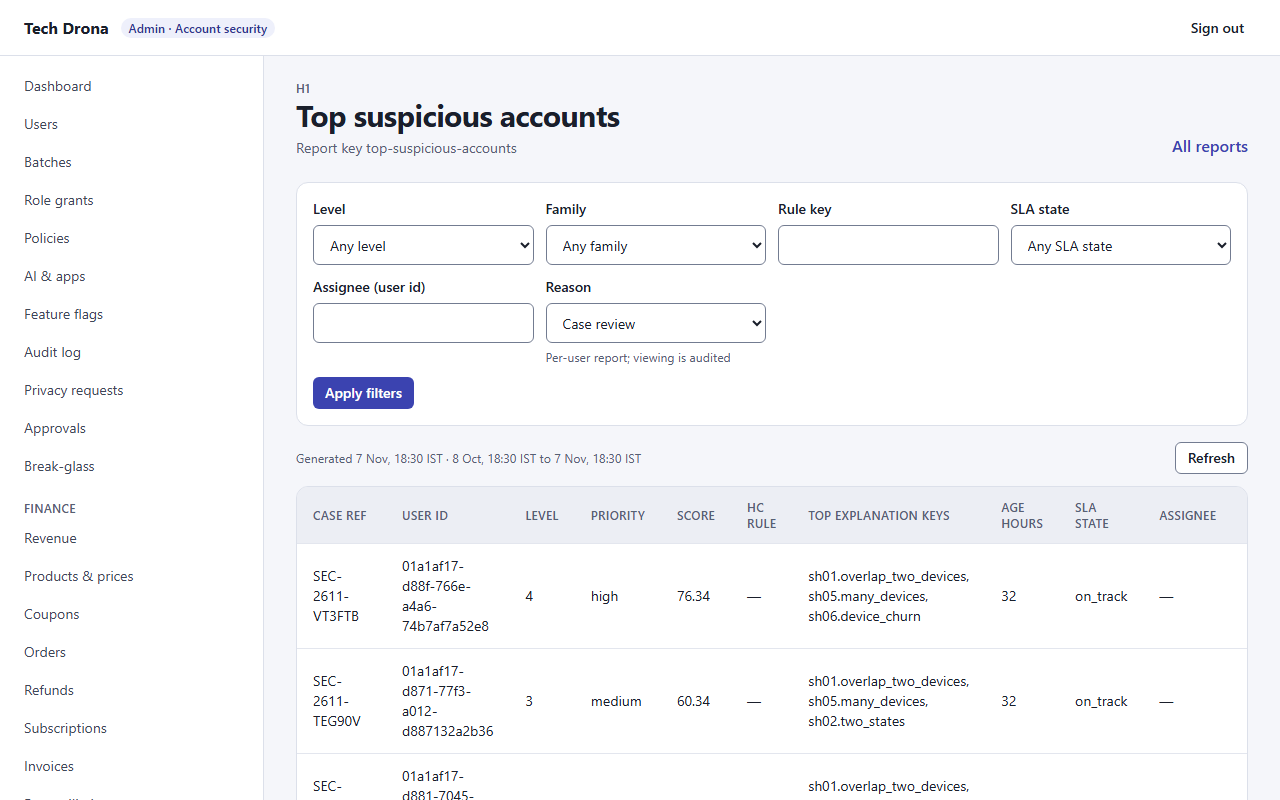 Tech Drona
Admin · Account security
Sign out
Dashboard
Users
Batches
Role grants
Policies
AI & apps
Feature flags
Audit log
Privacy requests
Approvals
Break-glass
FINANCE
Revenue
Products & prices
Coupons
Orders
Refunds
Subscriptions
Invoices
H1
Top suspicious accounts
Report key top-suspicious-accounts
All reports
Level
Family
Rule key
SLA state
Any level
Any family
Any SLA state
Assignee (user id)
Reason
Case review
Per-user report; viewing is audited
Apply filters
Generated 7 Nov, 18:30 IST · 8 Oct, 18:30 IST to 7 Nov, 18:30 IST
Refresh
CASE REF
USER ID
LEVEL
PRIORITY
SCORE
HC
RULE
TOP EXPLANATION KEYS
AGE
HOURS
SLA
STATE
ASSIGNEE
SEC-
2611-
VT3FTB
01a1af17-
d88f-766e-
a4a6-
74b7af7a52e8
4
high
76.34
—
sh01.overlap_two_devices,
sh05.many_devices,
sh06.device_churn
32
on_track
—
SEC-
2611-
TEG90V
01a1af17-
d871-77f3-
a012-
d887132a2b36
3
medium
60.34
—
sh01.overlap_two_devices,
sh05.many_devices,
sh02.two_states
32
on_track
—
SEC-
01a1af17-
d881-7045-
sh01.overlap_two_devices,